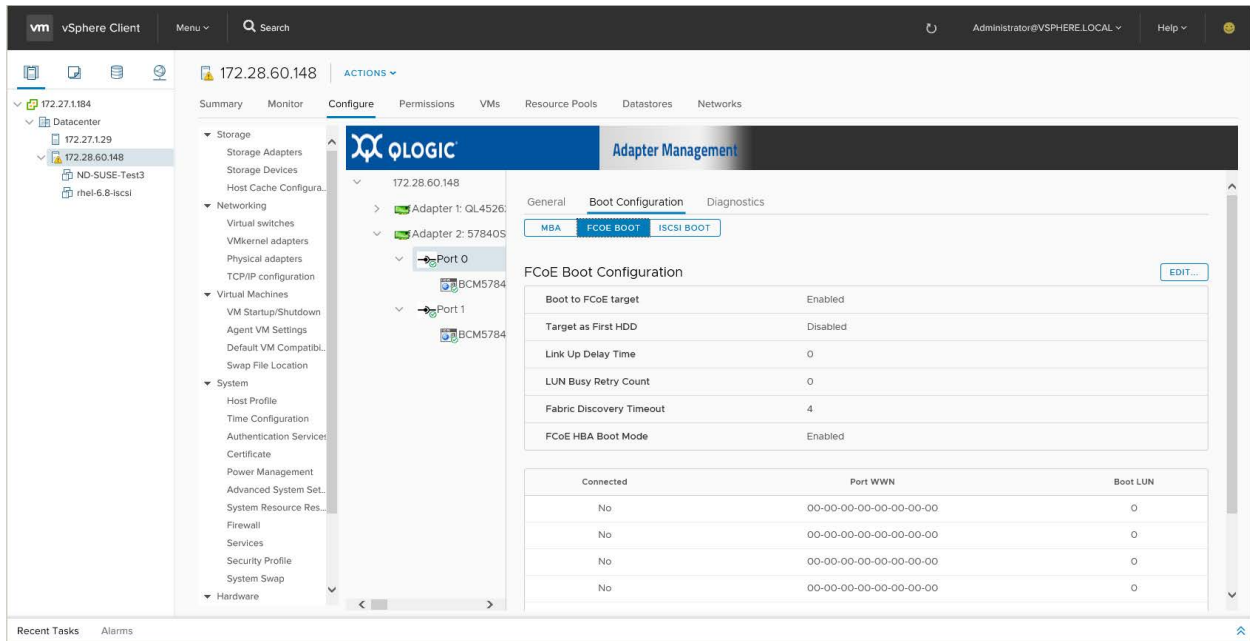 vm vSphere Client Menu Search Administrator@VSPHERE.LOCAL Help
172.27.1.184
Datacenter
172.27.1.29
172.28.60.148
ND-SUSE-Test3
rhel-6.8-iscsi
172.28.60.148 ACTIONS
Summary Monitor Configure Permissions VMs Resource Pools Datastores Networks
Storage
Storage Adapters
Storage Devices
Host Cache Configura..
Networking
Virtual switches
VMkernel adapters
Physical adapters
TCP/IP configuration
Virtual Machines
VM Startup/Shutdown
Agent VM Settings
Default VM Compatibi..
Swap File Location
System
Host Profile
Time Configuration
Authentication Services
Certificate
Power Management
Advanced System Set..
System Resource Res..
Firewall
Services
Security Profile
System Swap
Hardware
QLOGIC Adapter Management
172.28.60.148
Adapter 1: QL4526
Adapter 2: 57840S
Port 0
BCM5784
Port 1
BCM5784
General Boot Configuration Diagnostics
MBA FCOE BOOT ISCSI BOOT
FCoE Boot Configuration EDIT...
Boot to FCoE target Enabled
Target as First HDD Disabled
Link Up Delay Time 0
LUN Busy Retry Count 0
Fabric Discovery Timeout 4
FCoE HBA Boot Mode Enabled
Connected Port WWN Boot LUN
No 00-00-00-00-00-00-00-00 0
No 00-00-00-00-00-00-00-00 0
No 00-00-00-00-00-00-00-00 0
No 00-00-00-00-00-00-00-00 0
Recent Tasks Alarms